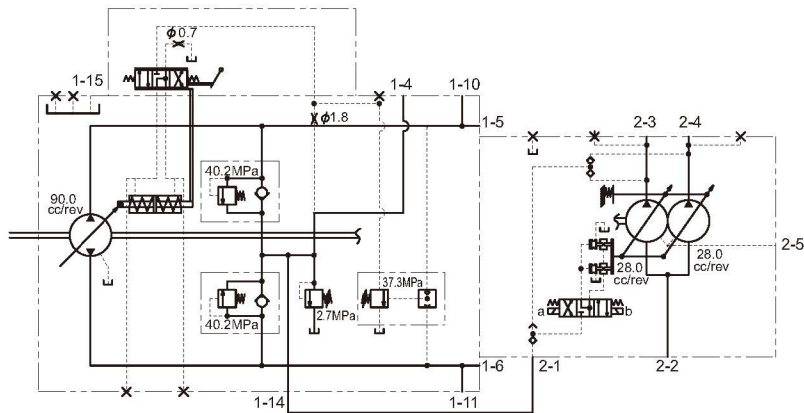 ϕ0.7
1-15
1-4
1-10
2-3
2-4
ϕ1.8
1-5
40.2MPa
90.0
cc/rev
2-5
28.0
cc/rev
28.0
cc/rev
37.3MPa
2.7MPa
40.2MPa
a
b
1-6
2-1
2-2
1-14
1-11